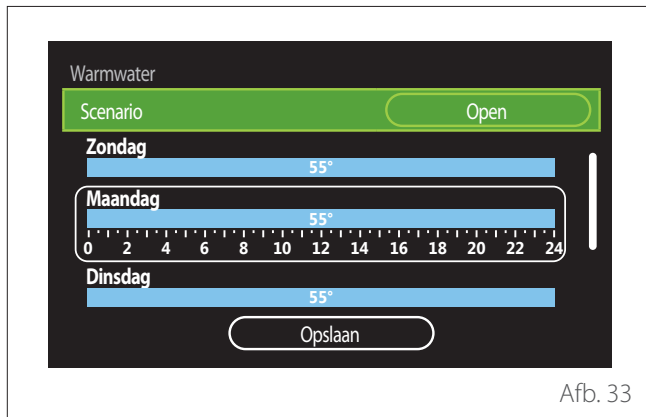 Warmwater
Scenario Open
Zondag
55°
Maandag
55°
0 2 4 6 8 10 12 14 16 18 20 22 24
Dinsdag
55°
Opslaan
Afb. 33